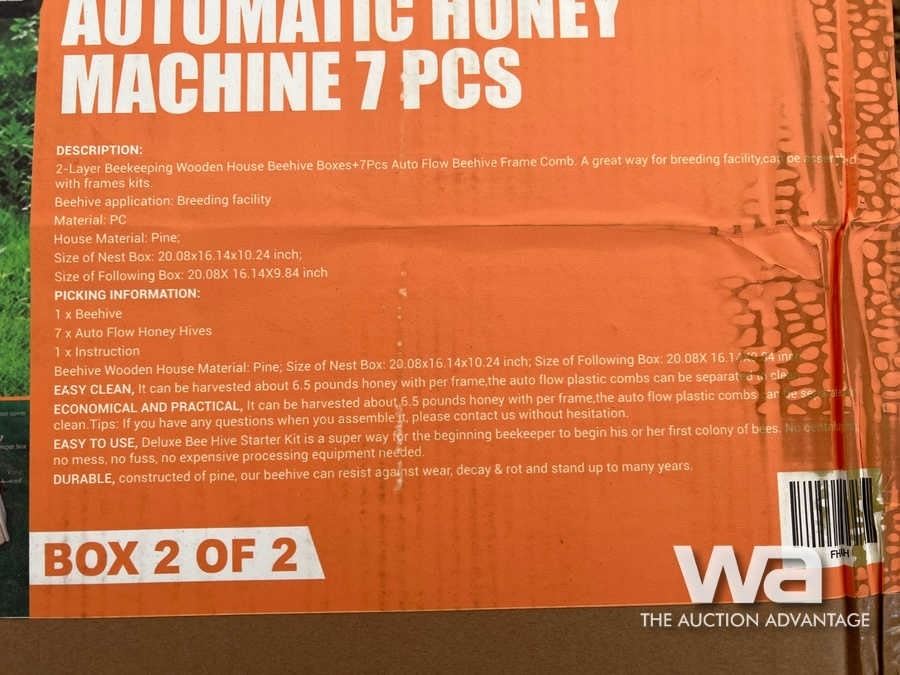 AUTOMATIC HONEY
MACHINE 7 PCS
DESCRIPTION:
2-Layer Beekeeping Wooden House Beehive Boxes+7Pcs Auto Flow Beehive Frame Comb. A great way for breeding facility,can be
with frames kits.
Beehive application: Breeding facility
Material: PC
House Material: Pine;
Size of Nest Box: 20.08x16.14x10.24 inch;
Size of Following Box: 20.08X 16.14X9.84 inch
PICKING INFORMATION:
1 x Beehive
7 x Auto Flow Honey Hives
1 x Instruction
Beehive Wooden House Material: Pine; Size of Nest Box: 20.08x16.14x10.24 inch; Size of Following Box: 20.08X 16.14X9.84 inch
EASY CLEAN, It can be harvested about 6.5 pounds honey with per frame,the auto flow plastic combs can be separated to
ECONOMICAL AND PRACTICAL, It can be harvested about 6.5 pounds honey with per frame,the auto flow plastic combs can be
clean.Tips: If you have any questions when you assemble it, please contact us without hesitation.
EASY TO USE, Deluxe Bee Hive Starter Kit is a super way for the beginning beekeeper to begin his or her first colony of bees. No
no mess, no fuss, no expensive processing equipment needed.
DURABLE, constructed of pine, our beehive can resist against wear, decay & rot and stand up to many years.
BOX 2 OF 2
wa
THE AUCTION ADVANTAGE